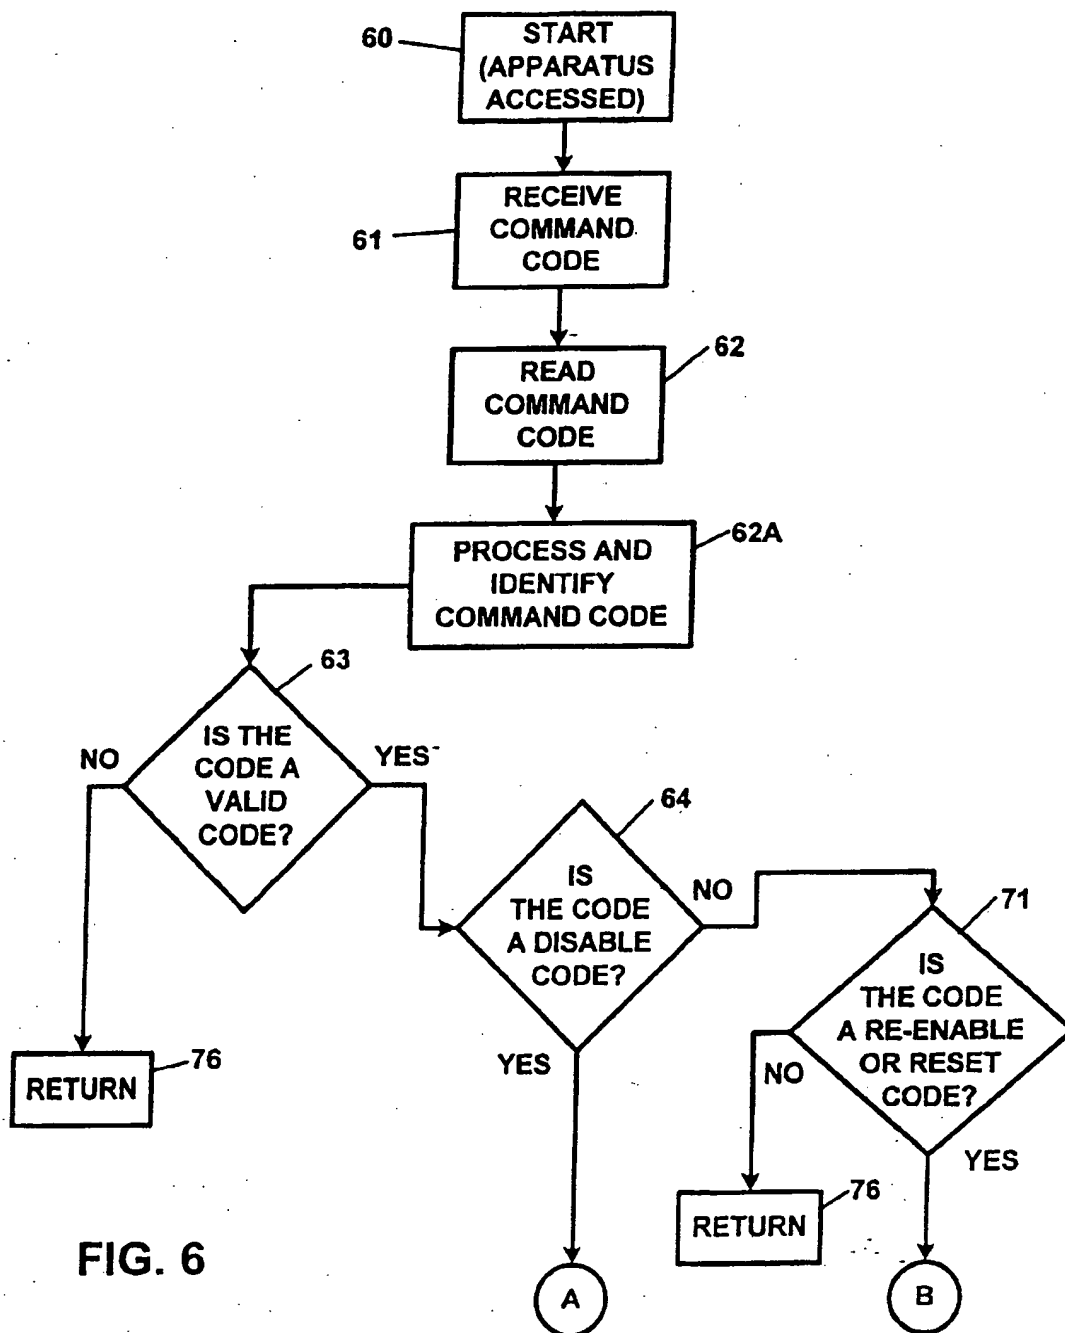 60
START
(APPARATUS
ACCESSED)
61
RECEIVE
COMMAND
CODE
62
READ
COMMAND
CODE
62A
PROCESS AND
IDENTIFY
COMMAND CODE
63
IS THE
CODE A
VALID
CODE?
NO
YES
64
IS
THE CODE
A DISABLE
CODE?
NO
YES
71
IS
THE CODE
A RE-ENABLE
OR RESET
CODE?
NO
YES
76
RETURN
76
RETURN
FIG. 6
A
B